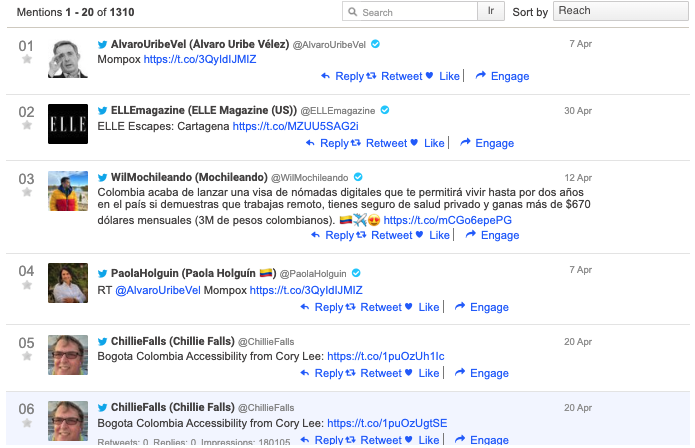 Mentions 1 - 20 of 1310
Search
Ir
Sort by
Reach
01
AlvaroUribeVel (Álvaro Uribe Vélez) @AlvaroUribeVel
7 Apr
Mompox https://t.co/3QyIdIJMIZ
Reply Retweet Like Engage
02
ELLE
ELLEmagazine (ELLE Magazine (US)) @ELLEmagazine
30 Apr
ELLE Escapes: Cartagena https://t.co/MZUU5SAG2i
Reply Retweet Like Engage
03
WilMochileando (Mochileando) @WilMochileando
12 Apr
Colombia acaba de lanzar una visa de nómadas digitales que te permitirá vivir hasta por dos años
en el país si demuestras que trabajas remoto, tienes seguro de salud privado y ganas más de $670
dólares mensuales (3M de pesos colombianos). 🇨🇴✈️😍 https://t.co/mCGo6epePG
Reply Retweet Like Engage
04
PaolaHolguin (Paola Holguín 🇨🇴) @PaolaHolguin
7 Apr
RT @AlvaroUribeVel Mompox https://t.co/3QyIdIJMIZ
Reply Retweet Like Engage
05
ChillieFalls (Chillie Falls) @ChillieFalls
20 Apr
Bogota Colombia Accessibility from Cory Lee: https://t.co/1puOzUh1Ic
Reply Retweet Like Engage
06
ChillieFalls (Chillie Falls) @ChillieFalls
20 Apr
Bogota Colombia Accessibility from Cory Lee: https://t.co/1puOzUgtSE
Retweets: 0, Replies: 0, Impressions: 180105,
Reply Retweet Like Engage